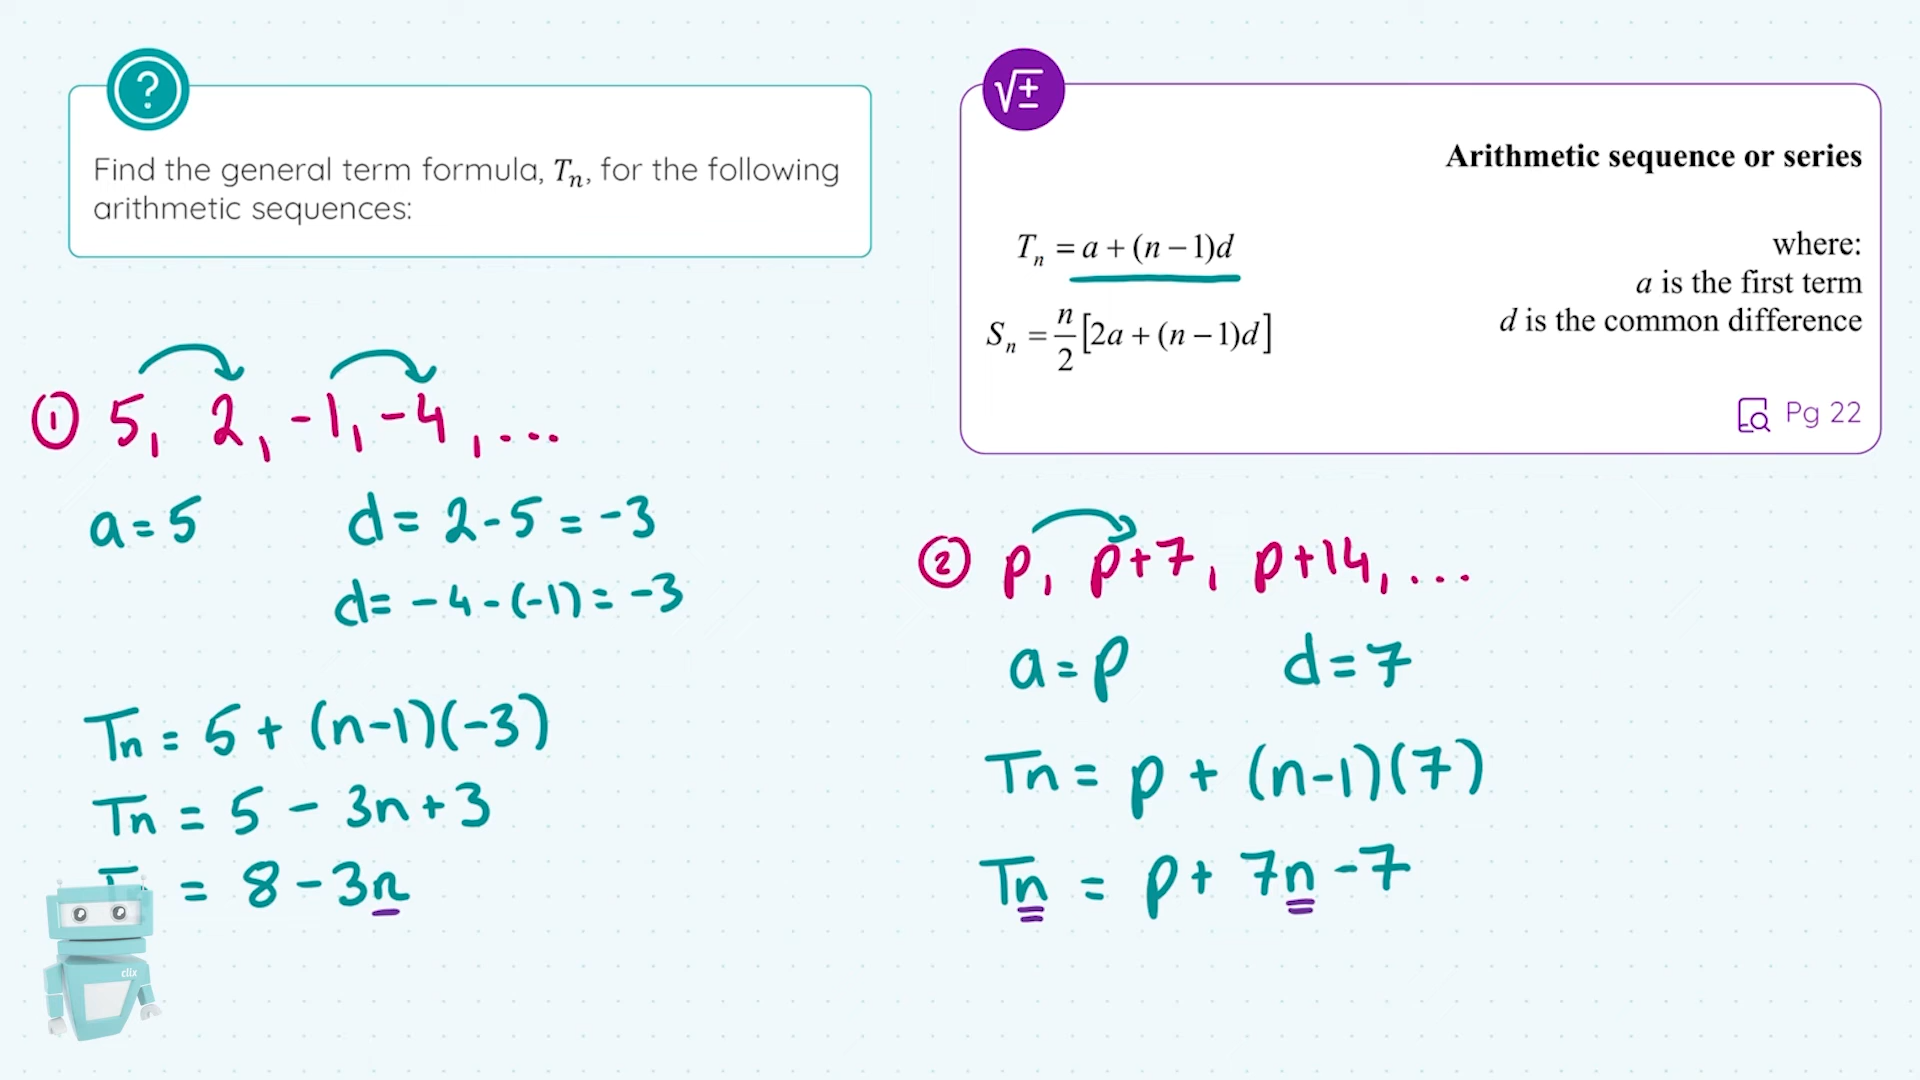 ?
Find the general term formula, Tₙ, for the following
arithmetic sequences:
√±
Arithmetic sequence or series
Tₙ = a + (n − 1)d
Sₙ = n/2 [2a + (n − 1)d]
where:
a is the first term
d is the common difference
Pg 22
① 5, 2, -1, -4, ...
a = 5 d = 2 - 5 = -3
d = -4 - (-1) = -3
Tn = 5 + (n-1)(-3)
Tn = 5 - 3n + 3
= 8 - 3n
clix
② p, p+7, p+14, ...
a = p d = 7
Tn = p + (n-1)(7)
Tn = p + 7n - 7